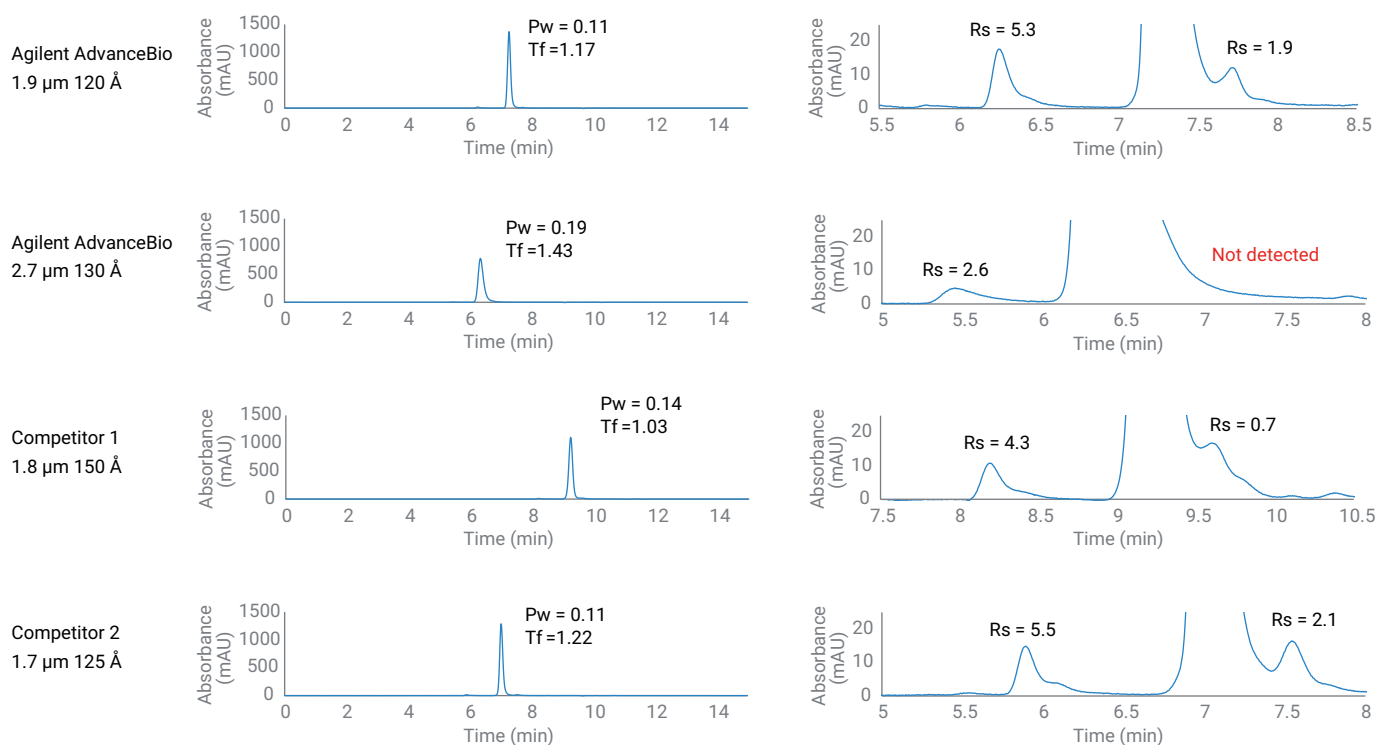 Agilent AdvanceBio
1.9 µm 120 Å
Absorbance
(mAU)
1500
1000
500
0
Pw = 0.11
Tf =1.17
0 2 4 6 8 10 12 14
Time (min)
Absorbance
(mAU)
20
10
0
Rs = 5.3
Rs = 1.9
5.5 6 6.5 7 7.5 8 8.5
Time (min)
Agilent AdvanceBio
2.7 µm 130 Å
Absorbance
(mAU)
1500
1000
500
0
Pw = 0.19
Tf =1.43
0 2 4 6 8 10 12 14
Time (min)
Absorbance
(mAU)
20
10
0
Rs = 2.6
Not detected
5 5.5 6 6.5 7 7.5 8
Time (min)
Competitor 1
1.8 µm 150 Å
Absorbance
(mAU)
1500
1000
500
0
Pw = 0.14
Tf =1.03
0 2 4 6 8 10 12 14
Time (min)
Absorbance
(mAU)
20
10
0
Rs = 4.3
Rs = 0.7
7.5 8 8.5 9 9.5 10 10.5
Time (min)
Competitor 2
1.7 µm 125 Å
Absorbance
(mAU)
1500
1000
500
0
Pw = 0.11
Tf =1.22
0 2 4 6 8 10 12 14
Time (min)
Absorbance
(mAU)
20
10
0
Rs = 5.5
Rs = 2.1
5 5.5 6 6.5 7 7.5 8
Time (min)